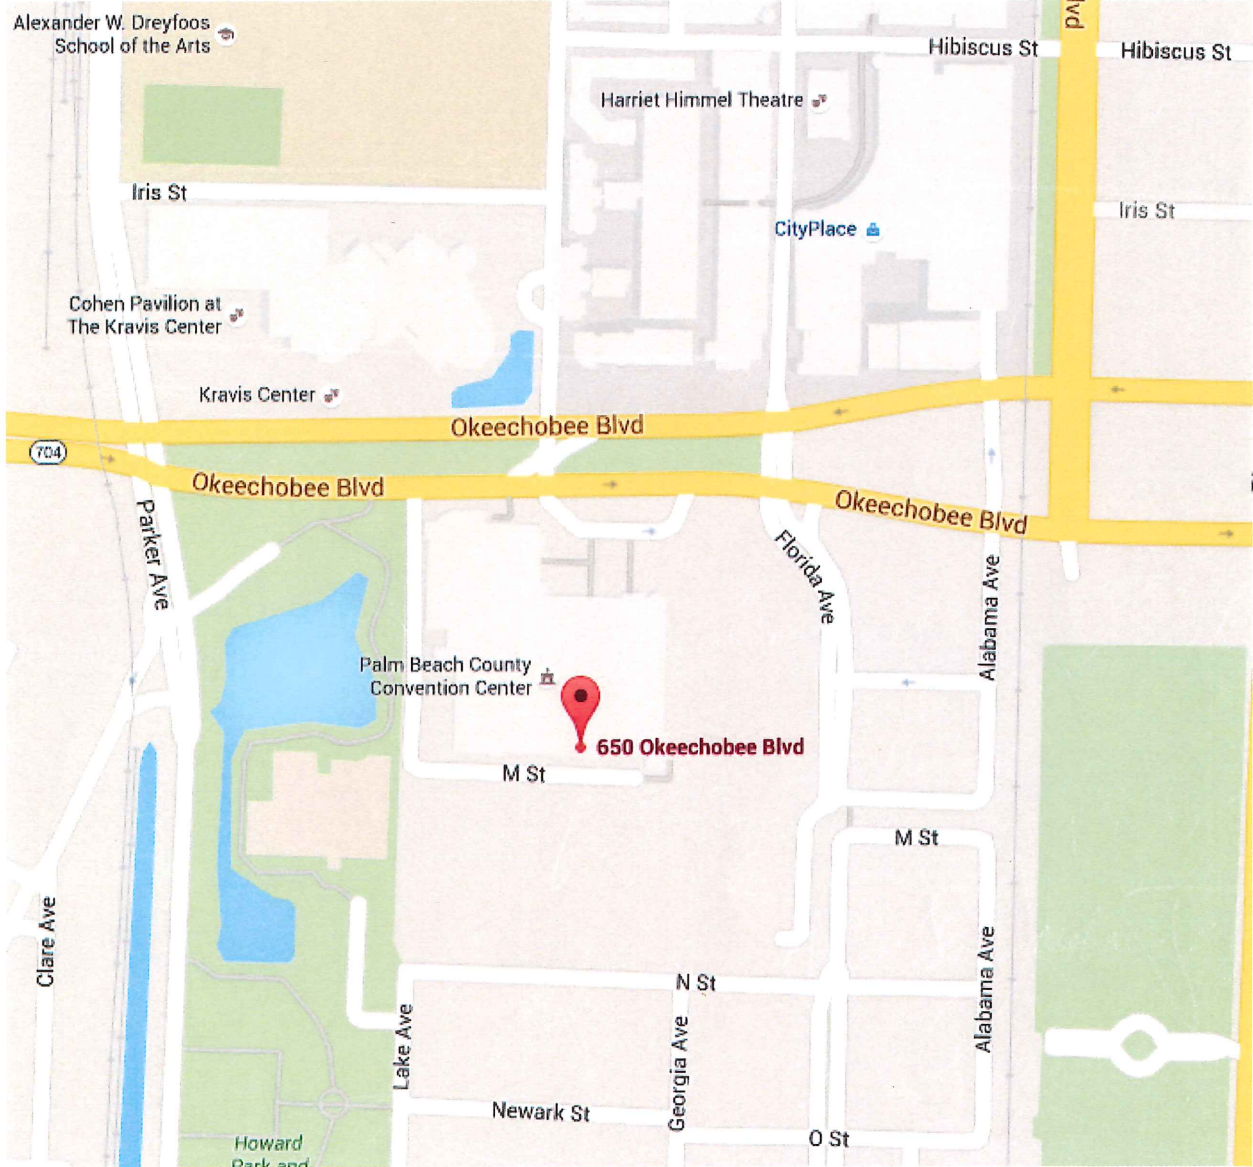 Alexander W. Dreyfoos
School of the Arts
lvd
Hibiscus St
Hibiscus St
Harriet Himmel Theatre
Iris St
Iris St
CityPlace
Cohen Pavilion at
The Kravis Center
Kravis Center
Okeechobee Blvd
704
Okeechobee Blvd
Okeechobee Blvd
Parker Ave
Florida Ave
Alabama Ave
Palm Beach County
Convention Center
650 Okeechobee Blvd
M St
M St
Clare Ave
Alabama Ave
N St
Lake Ave
Georgia Ave
Newark St
O St
Howard
Park and